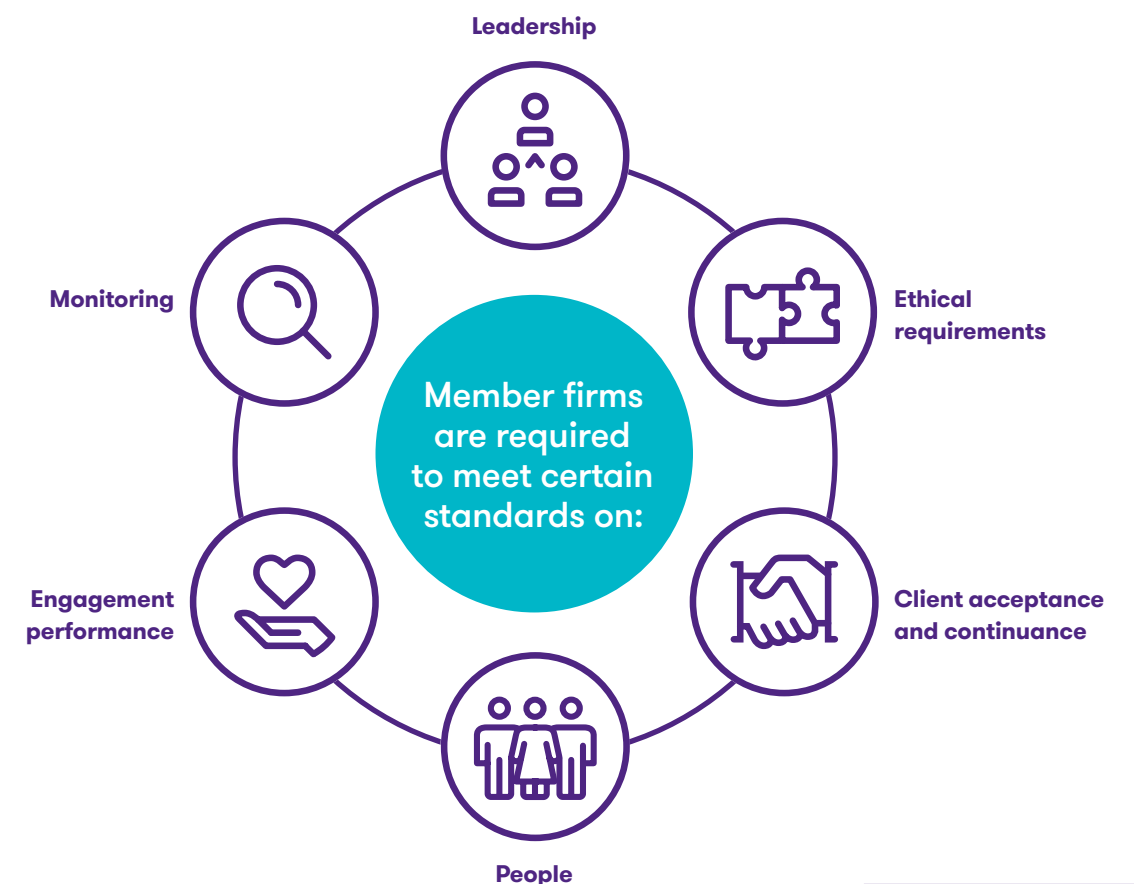 Leadership
Monitoring
Ethical
requirements
Member firms
are required
to meet certain
standards on:
Engagement
performance
Client acceptance
and continuance
People